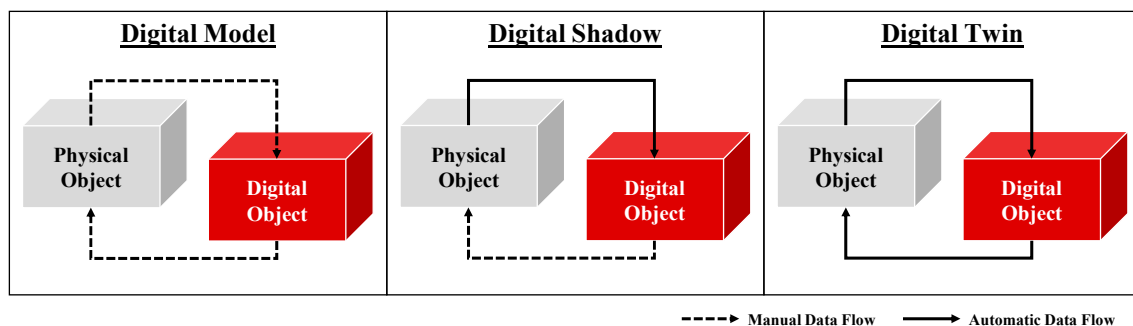 Digital Model
Physical
Object
Digital
Object
Digital Shadow
Physical
Object
Digital
Object
Digital Twin
Physical
Object
Digital
Object
Manual Data Flow
Automatic Data Flow